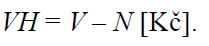 VH = V – N [Kč].